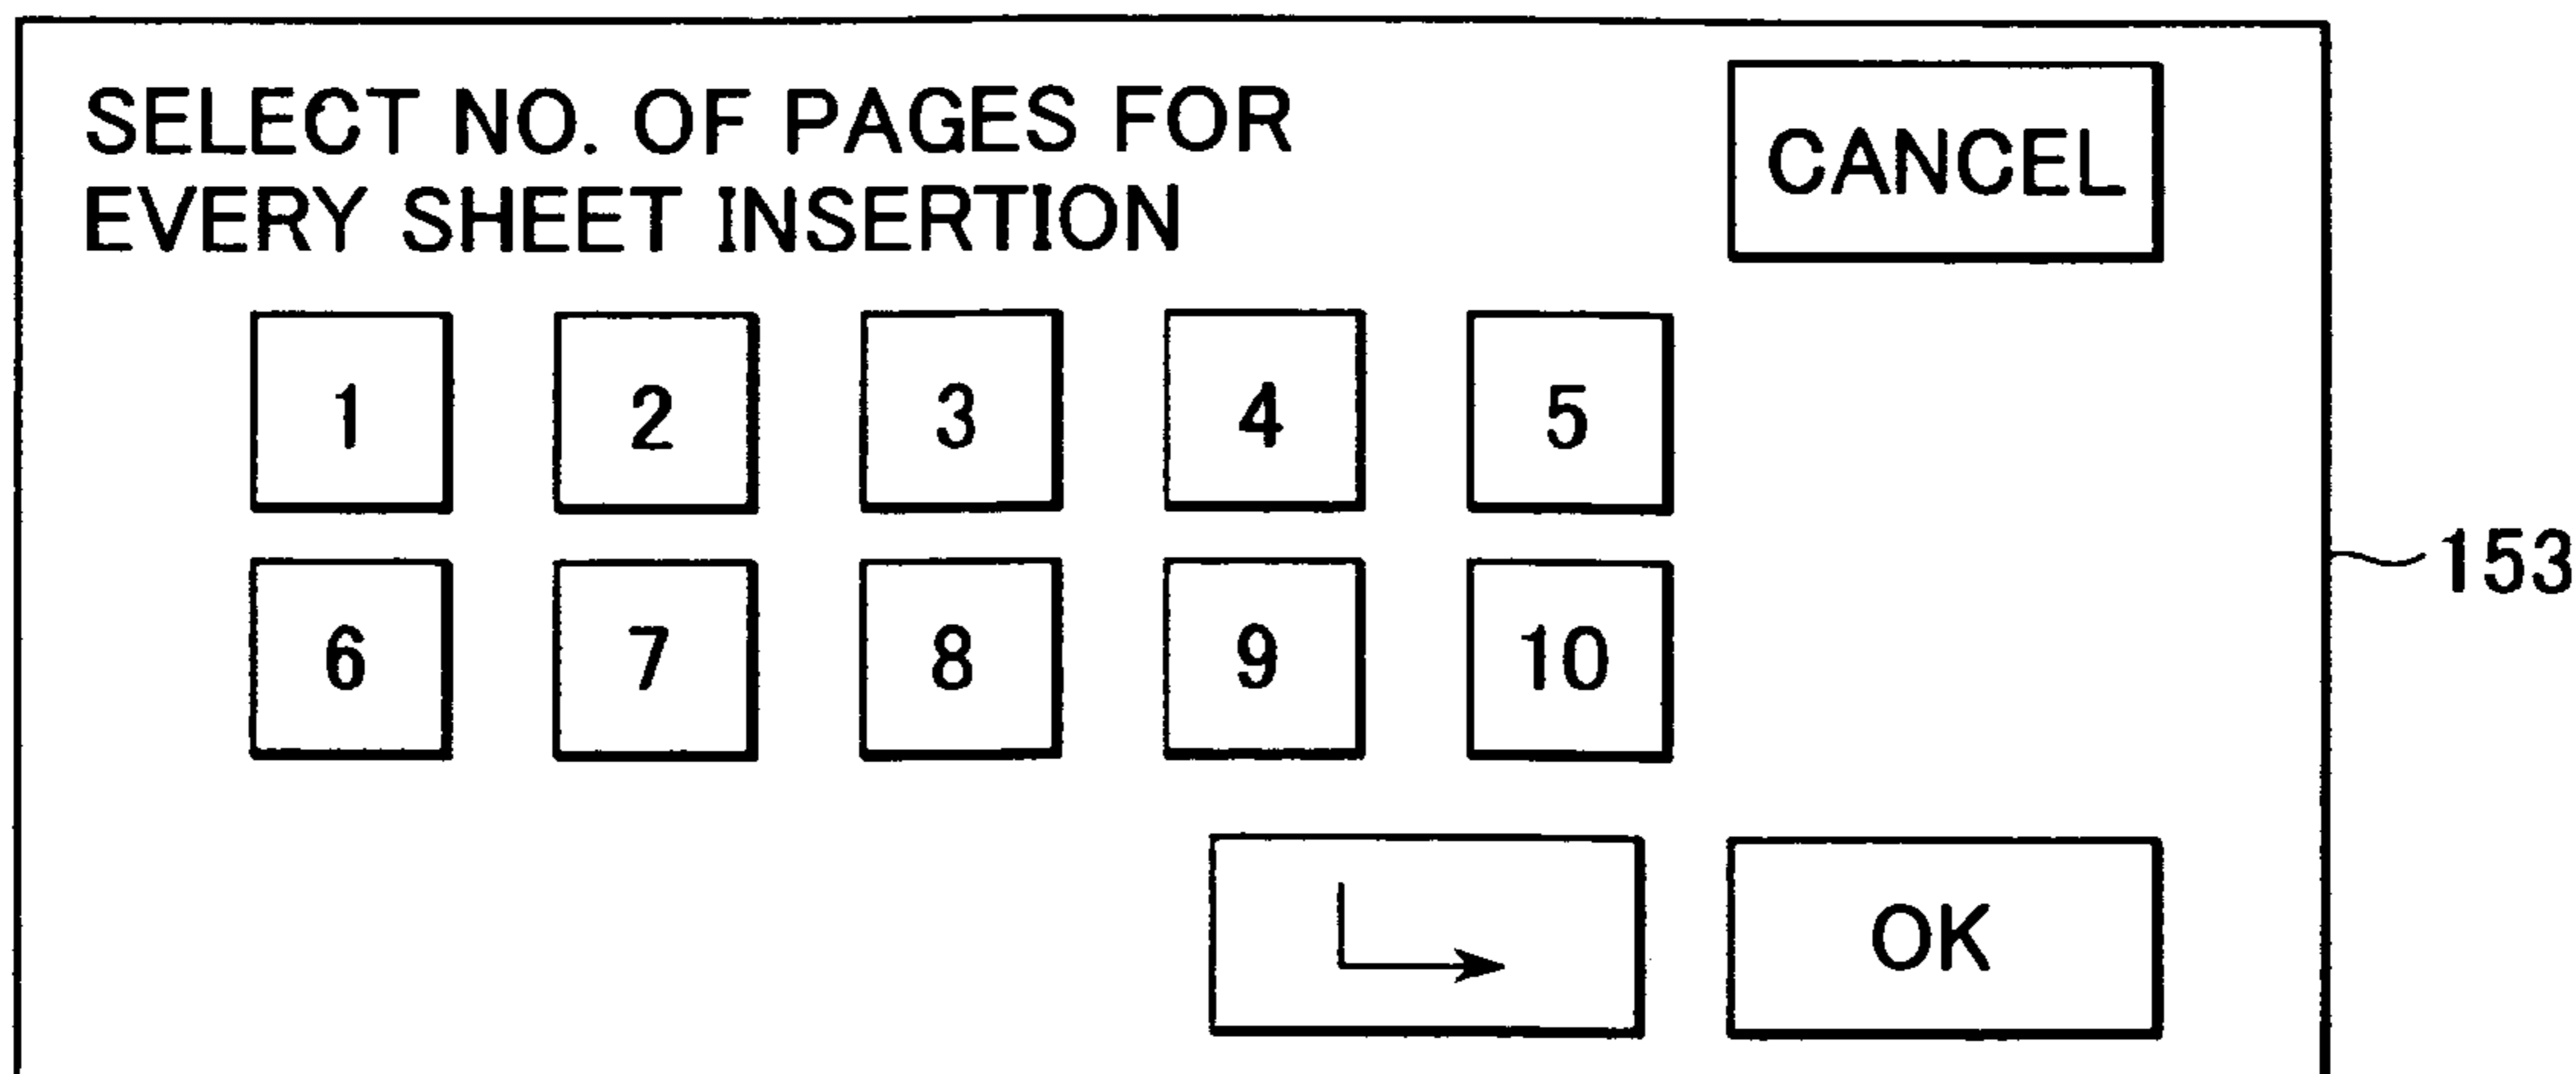 SELECT NO. OF PAGES FOR
EVERY SHEET INSERTION
CANCEL
1 2 3 4 5
6 7 8 9 10
OK
153